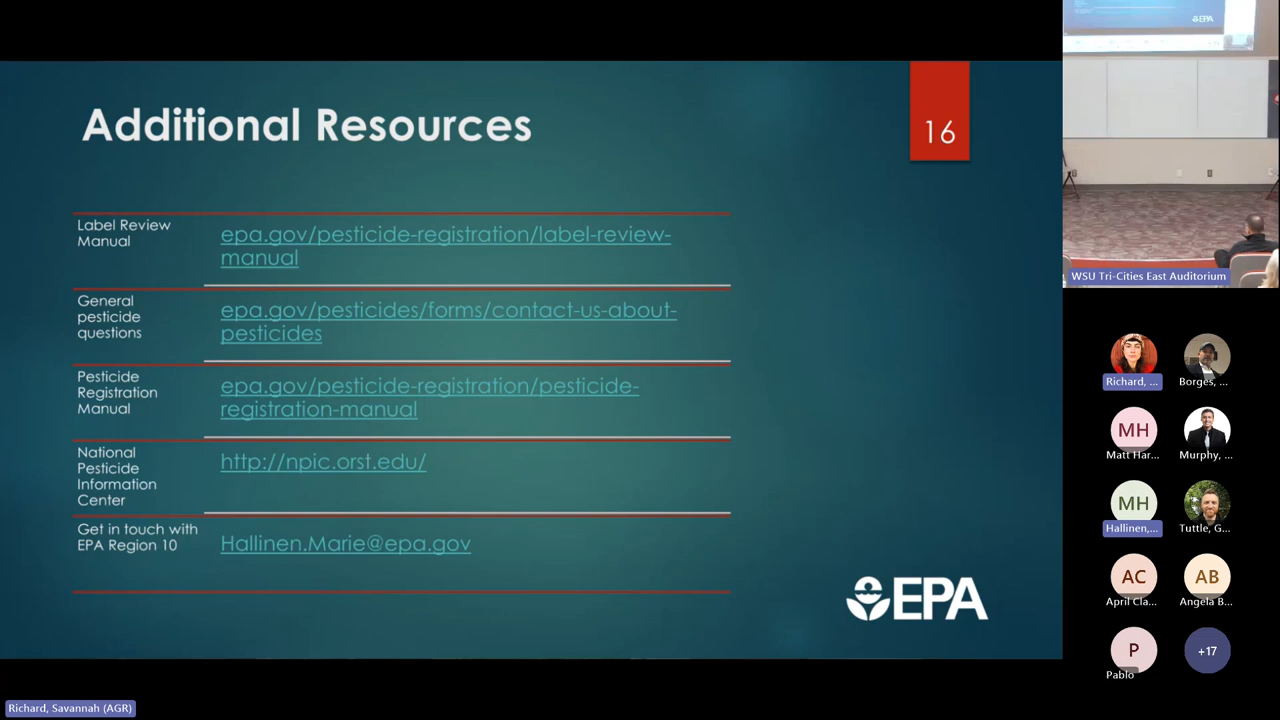 Additional Resources
16
Label Review
Manual
epa.gov/pesticide-registration/label-review-
manual
General
pesticide
questions
epa.gov/pesticides/forms/contact-us-about-
pesticides
Pesticide
Registration
Manual
epa.gov/pesticide-registration/pesticide-
registration-manual
National
Pesticide
Information
Center
http://npic.orst.edu/
Get in touch with
EPA Region 10
Hallinen.Marie@epa.gov
EPA
EPA
WSU Tri-Cities East Auditorium
Richard, ...
Borges, ...
MH
Matt Har...
Murphy, ...
MH
Hallinen,...
Tuttle, G...
AC
April Cla...
AB
Angela B...
P
Pablo
+17
Richard, Savannah (AGR)